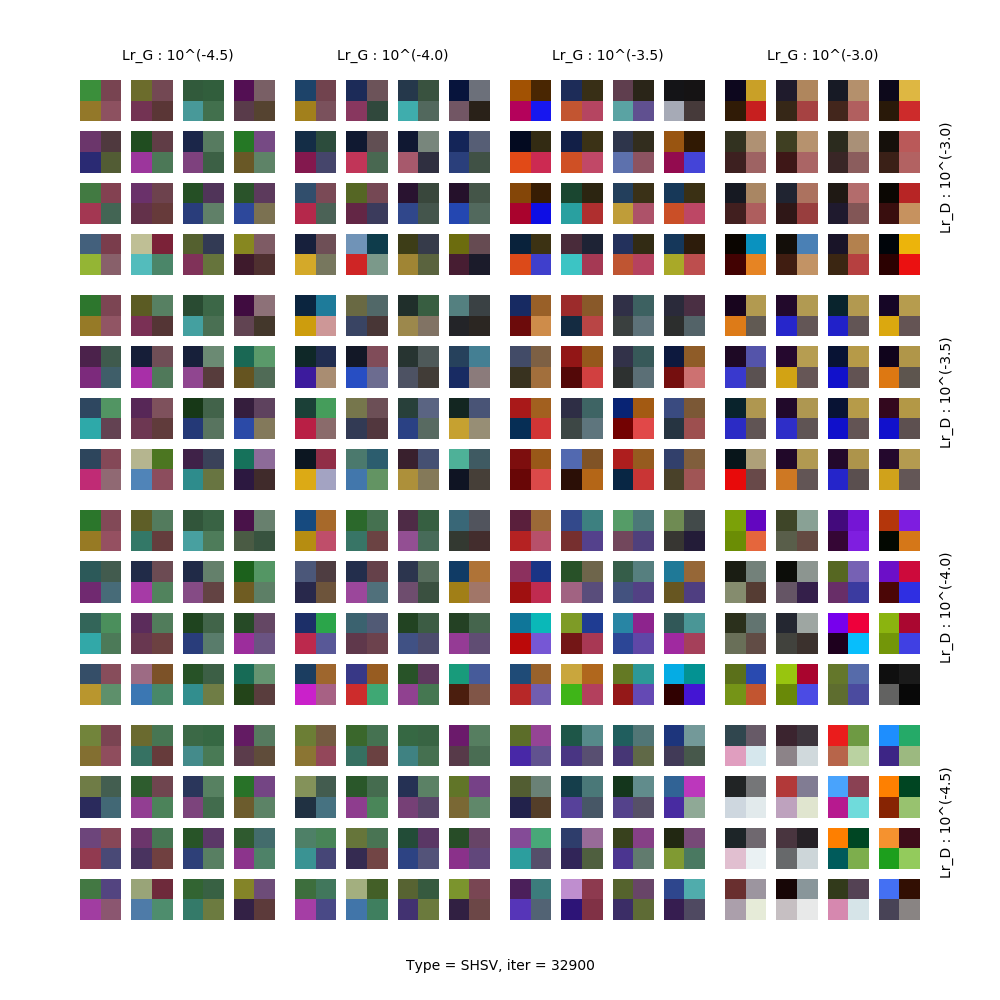 Lr_G : 10^(-4.5)
Lr_G : 10^(-4.0)
Lr_G : 10^(-3.5)
Lr_G : 10^(-3.0)
Lr_D : 10^(-3.0)
Lr_D : 10^(-3.5)
Lr_D : 10^(-4.0)
Lr_D : 10^(-4.5)
Type = SHSV, iter = 32900